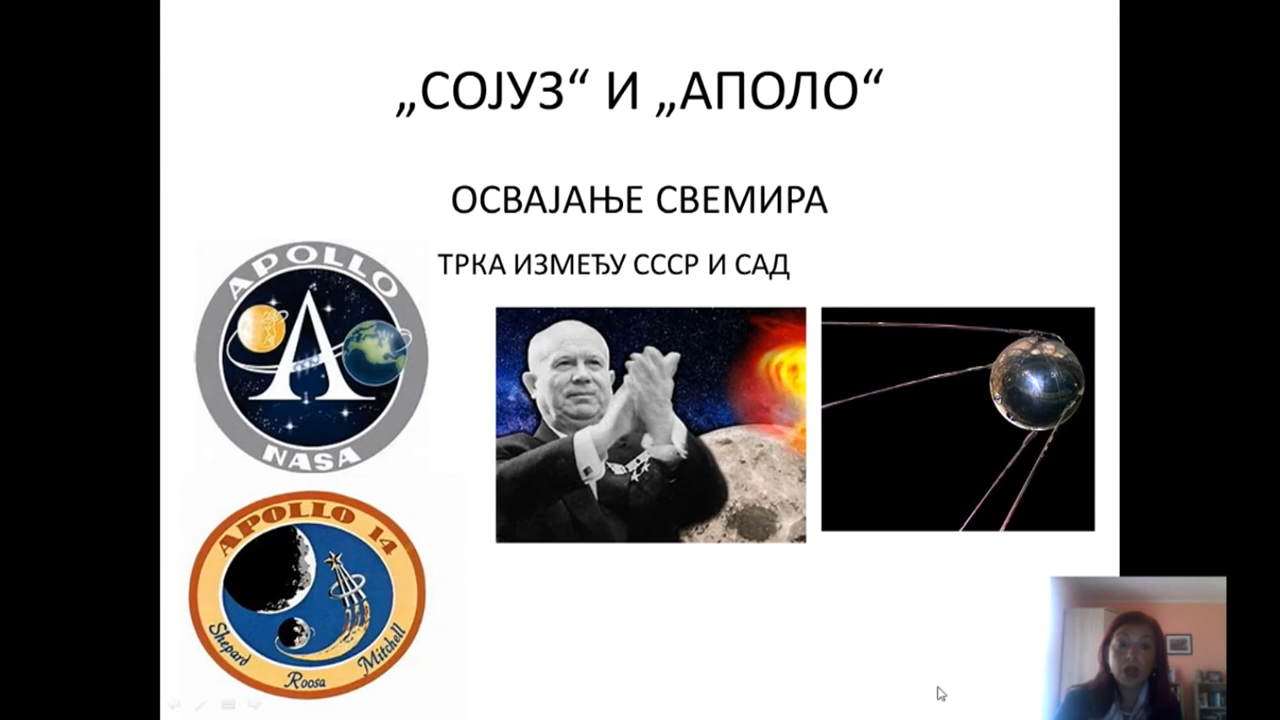 „СОЈУЗ“ И „АПОЛО“
ОСВАЈАЊЕ СВЕМИРА
ТРКА ИЗМЕЂУ СССР И САД
APOLLO
NASA
APOLLO 14
Shepard
Roosa
Mitchell